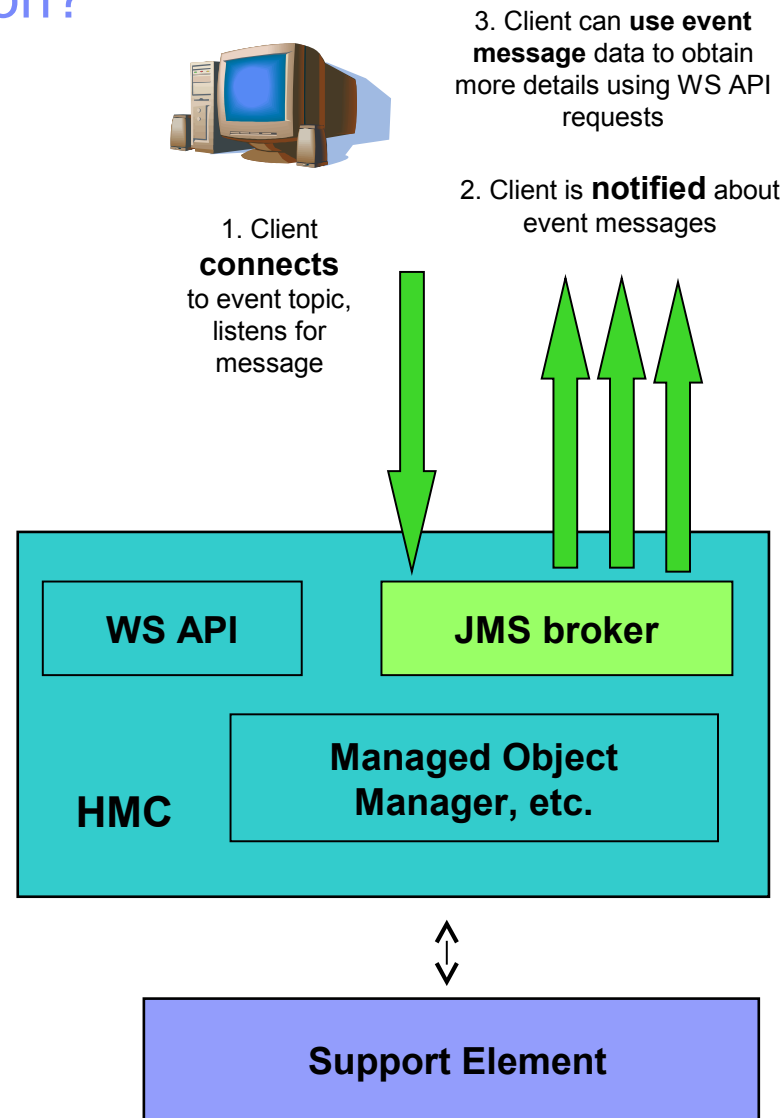 on?
3. Client can use event
message data to obtain
more details using WS API
requests
2. Client is notified about
event messages
1. Client
connects
to event topic,
listens for
message
WS API
JMS broker
Managed Object
Manager, etc.
HMC
Support Element